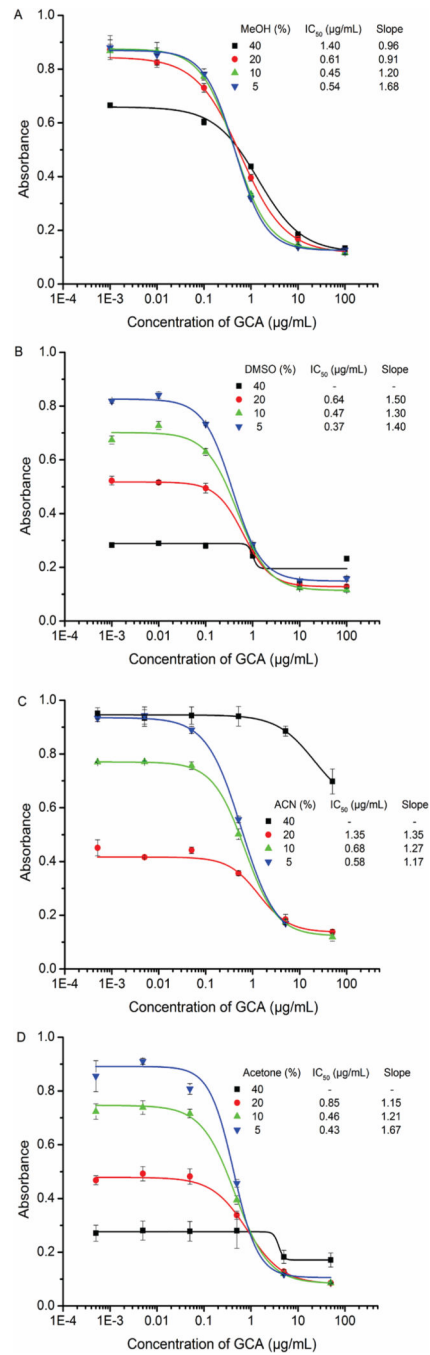 A
MeOH (%) IC50 (µg/mL) Slope
40 1.40 0.96
20 0.61 0.91
10 0.45 1.20
5 0.54 1.68
1.0
0.8
0.6
0.4
0.2
0.0
Absorbance
1E-4 1E-3 0.01 0.1 1 10 100
Concentration of GCA (µg/mL)
B
DMSO (%) IC50 (µg/mL) Slope
40 - -
20 0.64 1.50
10 0.47 1.30
5 0.37 1.40
1.0
0.8
0.6
0.4
0.2
0.0
Absorbance
1E-4 1E-3 0.01 0.1 1 10 100
Concentration of GCA (µg/mL)
C
ACN (%) IC50 (µg/mL) Slope
40 - -
20 1.35 1.35
10 0.68 1.27
5 0.58 1.17
1.0
0.8
0.6
0.4
0.2
0.0
Absorbance
1E-4 1E-3 0.01 0.1 1 10 100
Concentration of GCA (µg/mL)
D
Acetone (%) IC50 (µg/mL) Slope
40 - -
20 0.85 1.15
10 0.46 1.21
5 0.43 1.67
1.0
0.8
0.6
0.4
0.2
0.0
Absorbance
1E-4 1E-3 0.01 0.1 1 10 100
Concentration of GCA (µg/mL)